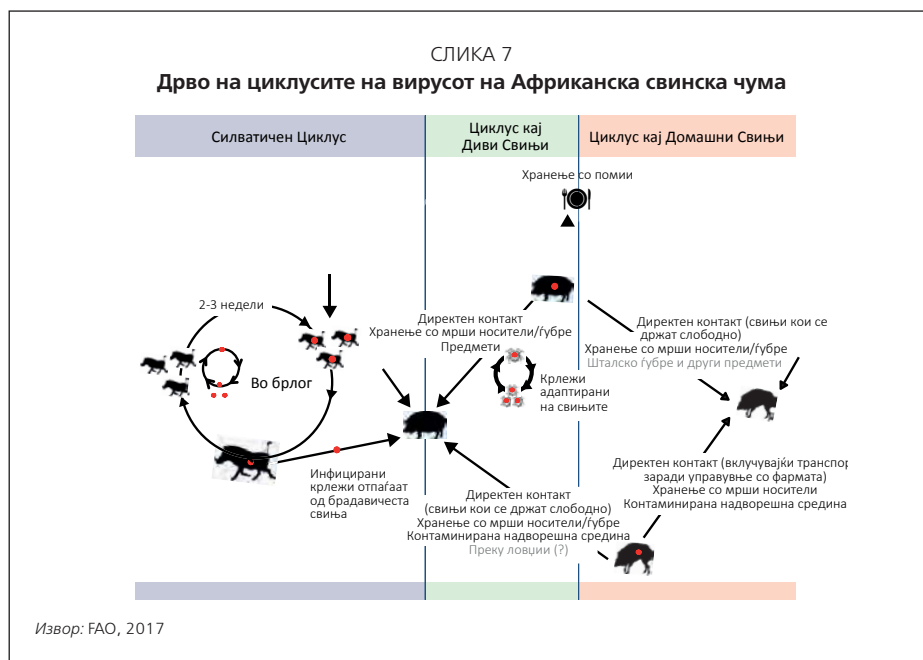 СЛИКА 7
Дрво на циклусите на вирусот на Африканска свинска чума
Силватичен Циклус
Циклус кај
Диви Свињи
Циклус кај Домашни Свињи
Хранење со помии
2-3 недели
Во брлог
Директен контакт
Хранење со мрши носители/ѓубре
Предмети
Крлежи
адаптирани
на свињите
Директен контакт (свињи кои се
држат слободно)
Хранење со мрши носители/ѓубре
Шталско ѓубре и други предмети
Инфицирани
крлежи отпаѓаат
од брадавичеста
свиња
Директен контакт
(свињи кои се држат слободно)
Хранење со мрши носители/ѓубре
Контаминирана надворешна средина
Преку ловџии (?)
Директен контакт (вклучувајќи транспор
заради управување со фармата)
Хранење со мрши носители
Контаминирана надворешна средина
Извор: FAO, 2017